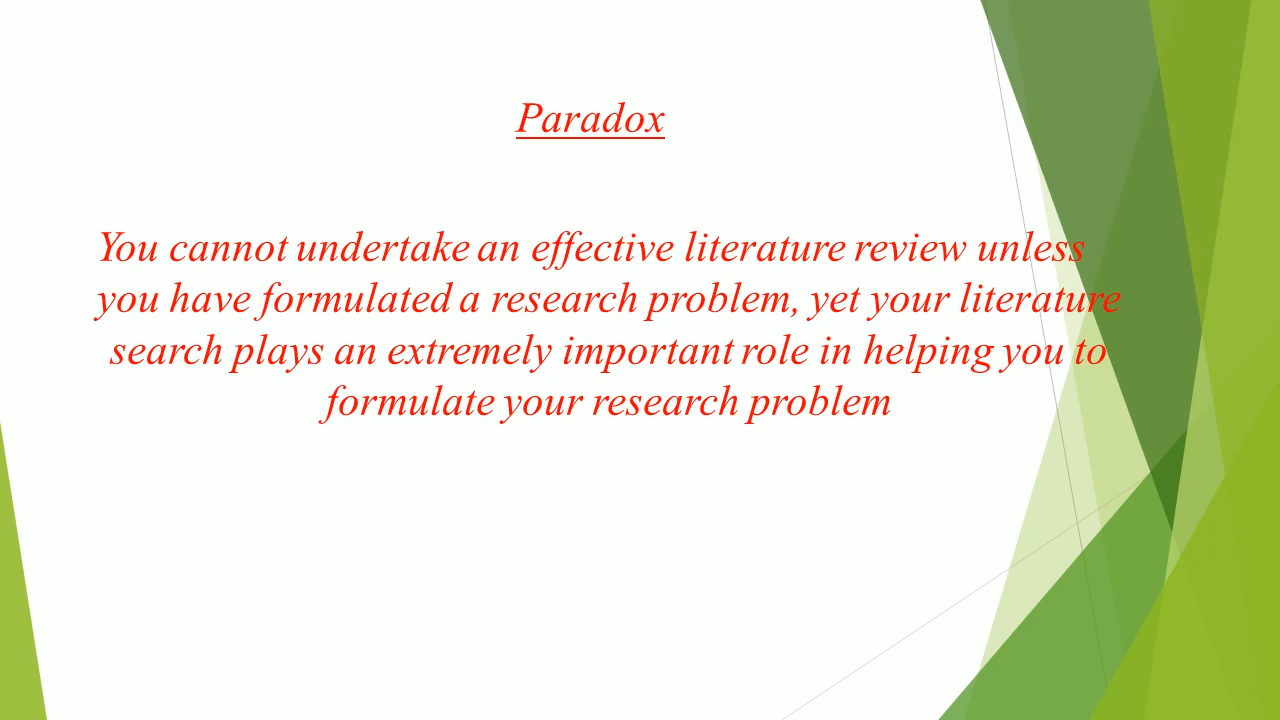 Paradox
You cannot undertake an effective literature review unless
you have formulated a research problem, yet your literature
search plays an extremely important role in helping you to
formulate your research problem